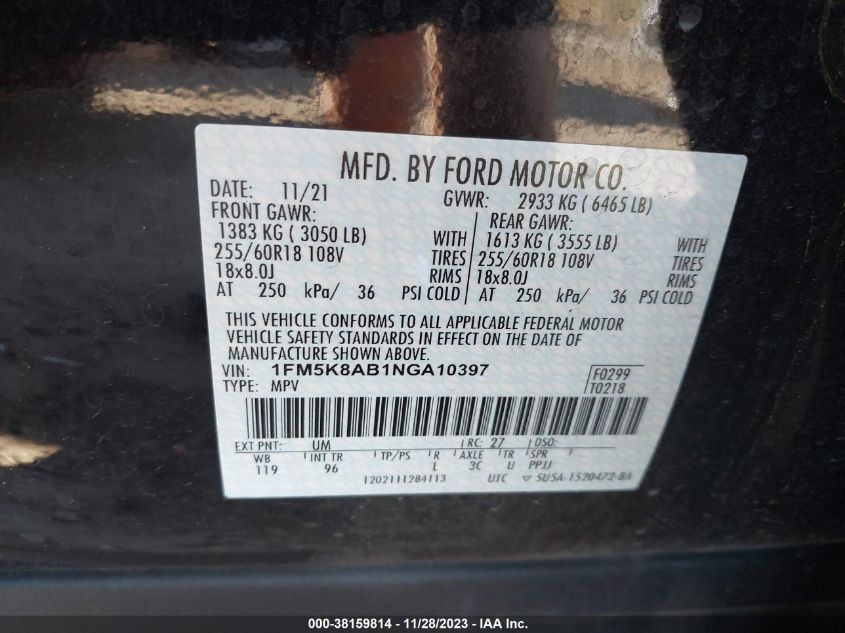 MFD. BY FORD MOTOR CO.
DATE: 11/21 GVWR: 2933 KG ( 6465 LB)
FRONT GAWR: REAR GAWR:
1383 KG ( 3050 LB) WITH 1613 KG ( 3555 LB) WITH
255/60R18 108V TIRES 255/60R18 108V TIRES
18x8.0J RIMS 18x8.0J RIMS
AT 250 kPa/ 36 PSI COLD AT 250 kPa/ 36 PSI COLD
THIS VEHICLE CONFORMS TO ALL APPLICABLE FEDERAL MOTOR
VEHICLE SAFETY STANDARDS IN EFFECT ON THE DATE OF
MANUFACTURE SHOWN ABOVE.
VIN: 1FM5K8AB1NGA10397 F0299
TYPE: MPV T0218
EXT PNT: UM RC: 27 DSO:
WB INT TR TP/PS R AXLE TR SPR
119 96 L 3C U PPJJ
1202111284113 UTC ▽ 5U5A-1520472-8A
000-38159814 - 11/28/2023 - IAA Inc.